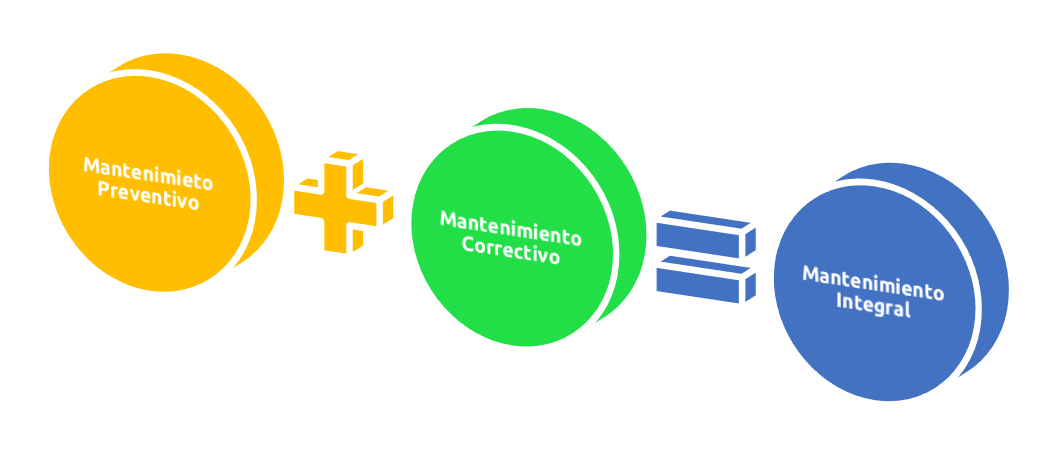 Mantenimieto
Preventivo
Mantenimiento
Correctivo
Mantenimiento
Integral